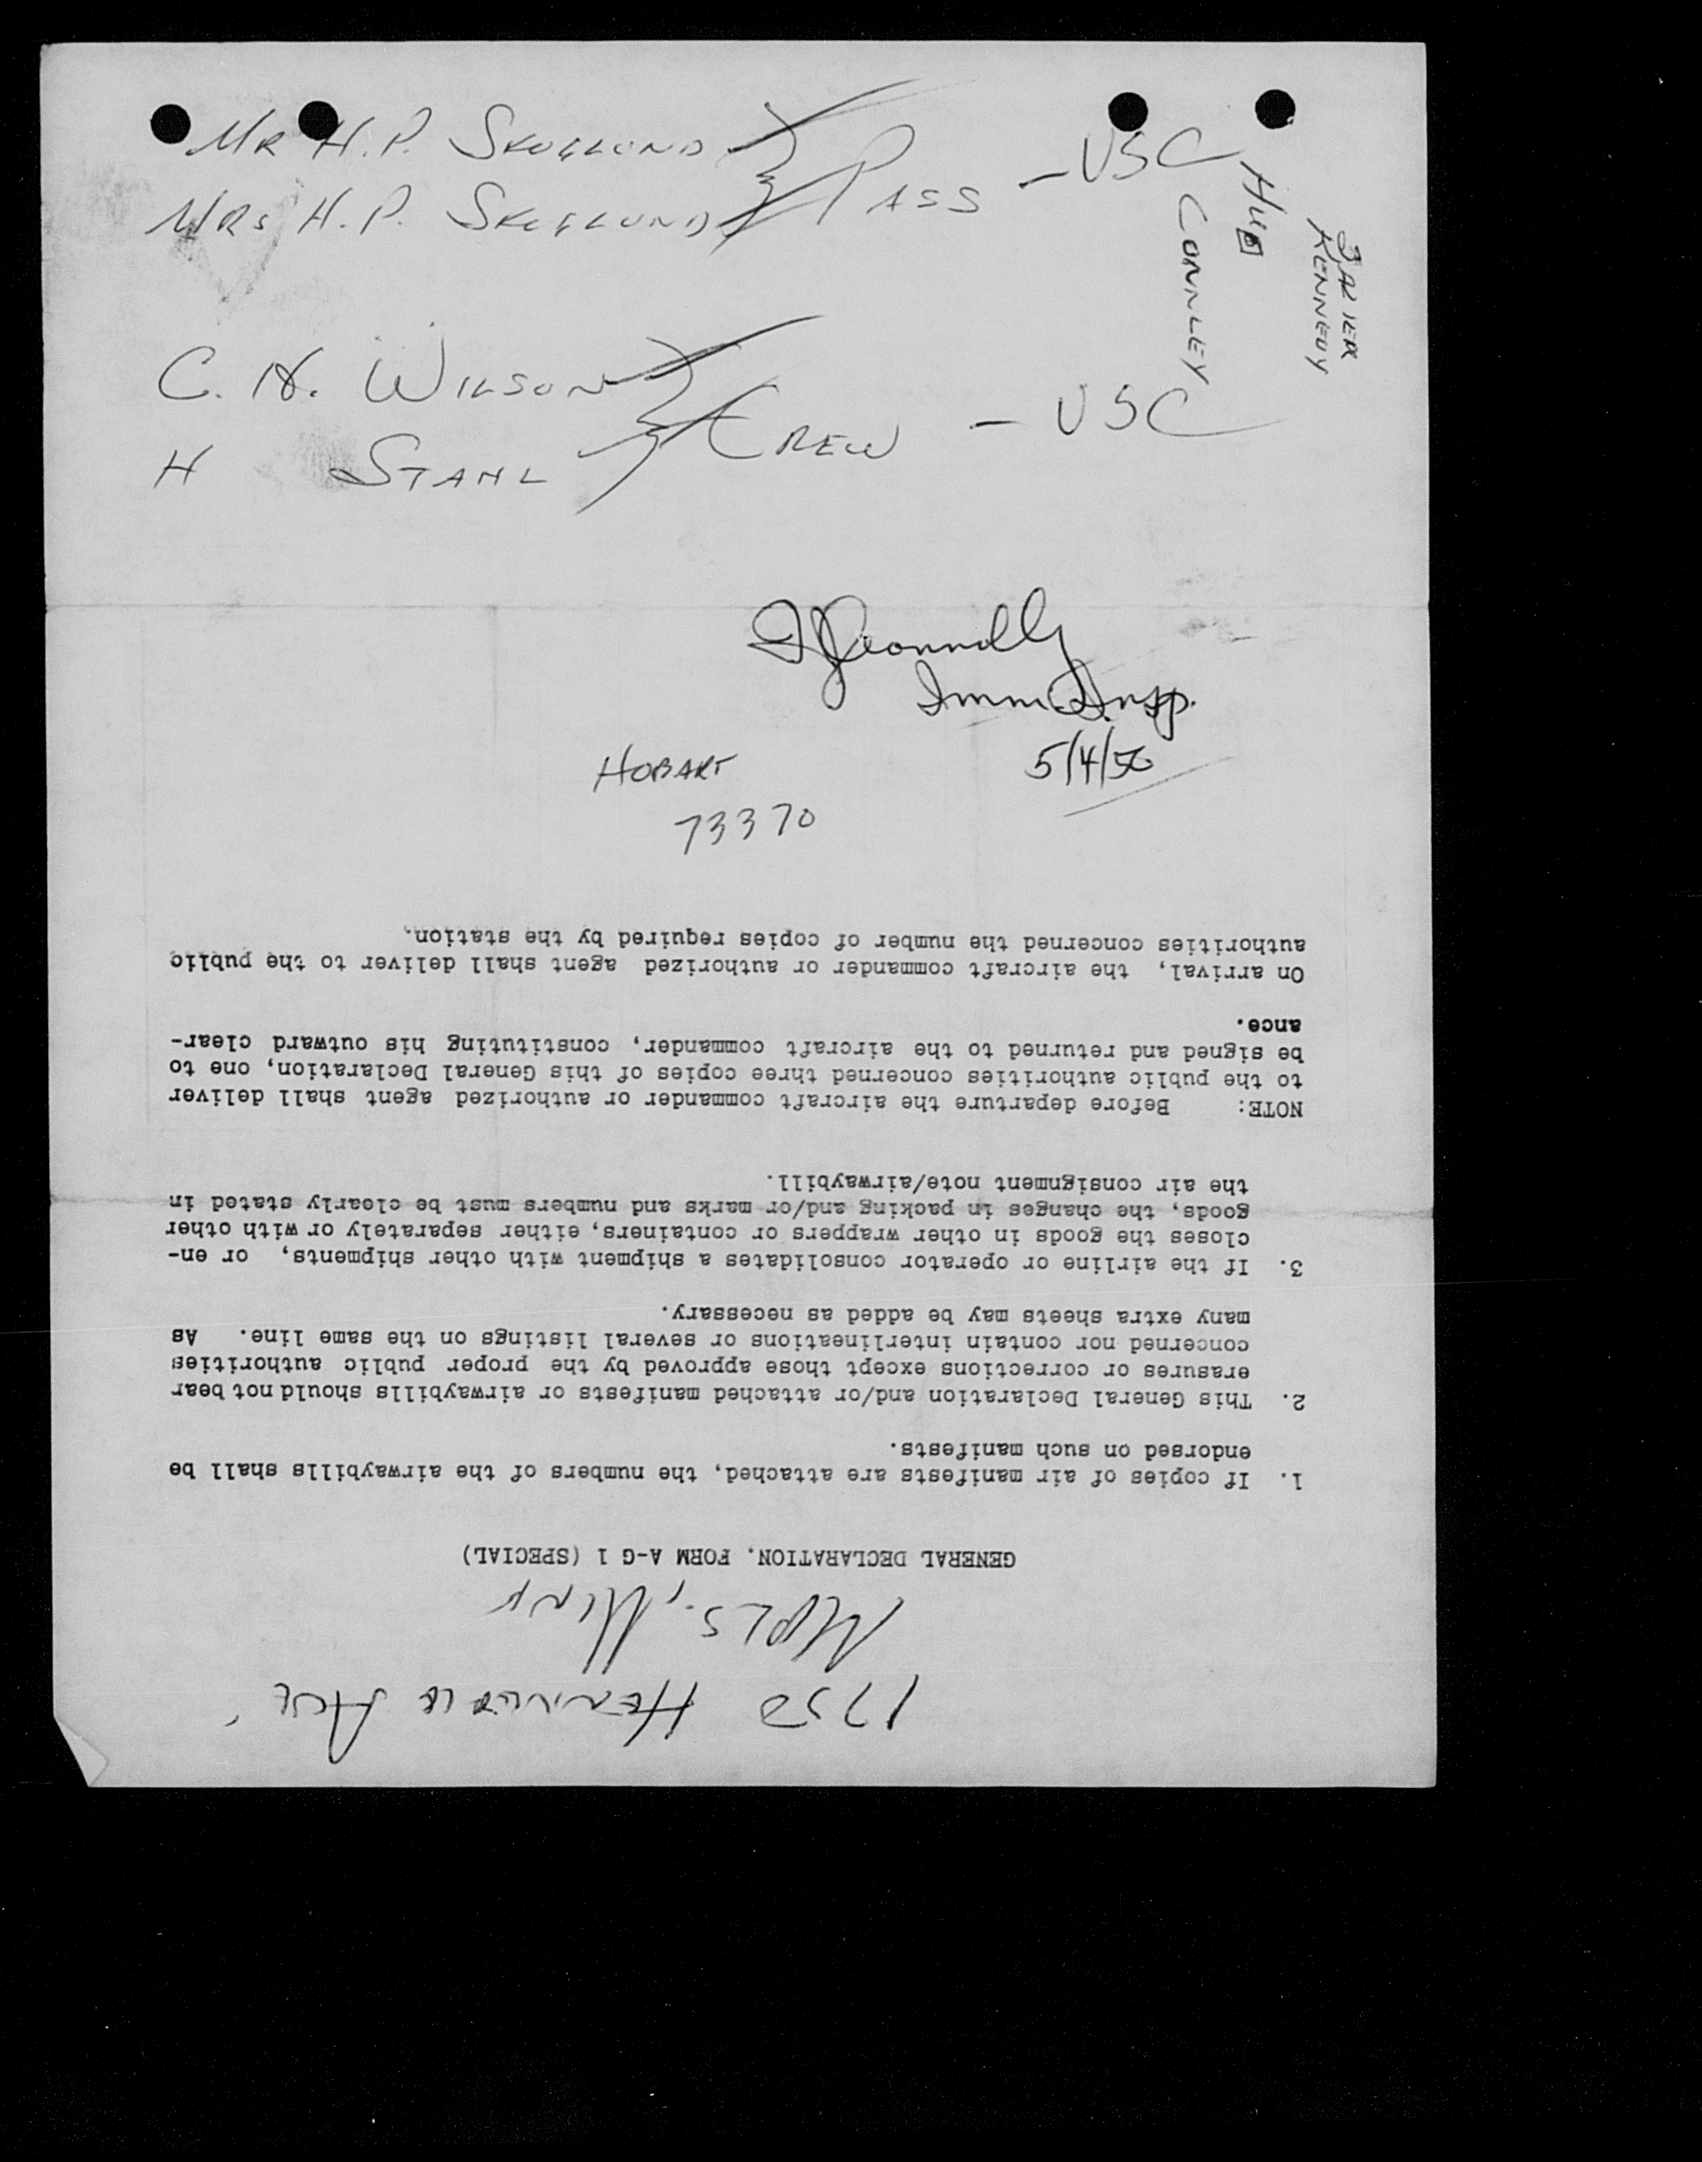 MR H.P. SKOGLUND
MRS H.P. SKOGLUND
PASS - USC
CONNLEY
KENNEDY
C. H. WILSON
H STAHL
CREW - USC
Connolly
Imm. Insp.
5/4/56
HOBART
73370
1750 HENNEPIN AVE.
MPLS., MINN
GENERAL DECLARATION, FORM A-G 1 (SPECIAL)
1. If copies of air manifests are attached, the numbers of the airwaybills shall be
endorsed on such manifests.
2. This General Declaration and/or attached manifests or airwaybills should not bear
erasures or corrections except those approved by the proper public authorities
concerned nor contain interlineations or several listings on the same line. As
many extra sheets may be added as necessary.
3. If the airline or operator consolidates a shipment with other shipments, or en-
closes the goods in other wrappers or containers, either separately or with other
goods, the changes in packing and/or marks and numbers must be clearly stated in
the air consignment note/airwaybill.
NOTE: Before departure the aircraft commander or authorized agent shall deliver
to the public authorities concerned three copies of this General Declaration, one to
be signed and returned to the aircraft commander, constituting his outward clear-
ance.
On arrival, the aircraft commander or authorized agent shall deliver to the public
authorities concerned the number of copies required by the station.